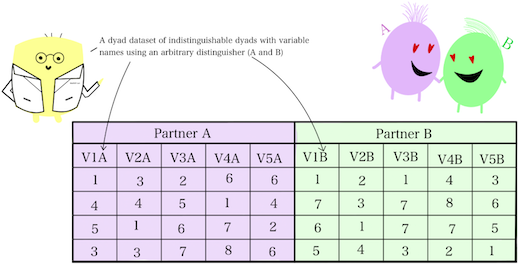 A dyad dataset of indistinguishable dyads with variable
names using an arbitrary distinguisher (A and B)
A
B
Partner A Partner B
V1A V2A V3A V4A V5A V1B V2B V3B V4B V5B
1 3 2 6 6 1 2 1 4 3
4 4 5 1 4 7 3 7 8 6
5 1 6 7 2 6 1 7 7 5
3 3 7 8 6 5 4 3 2 1